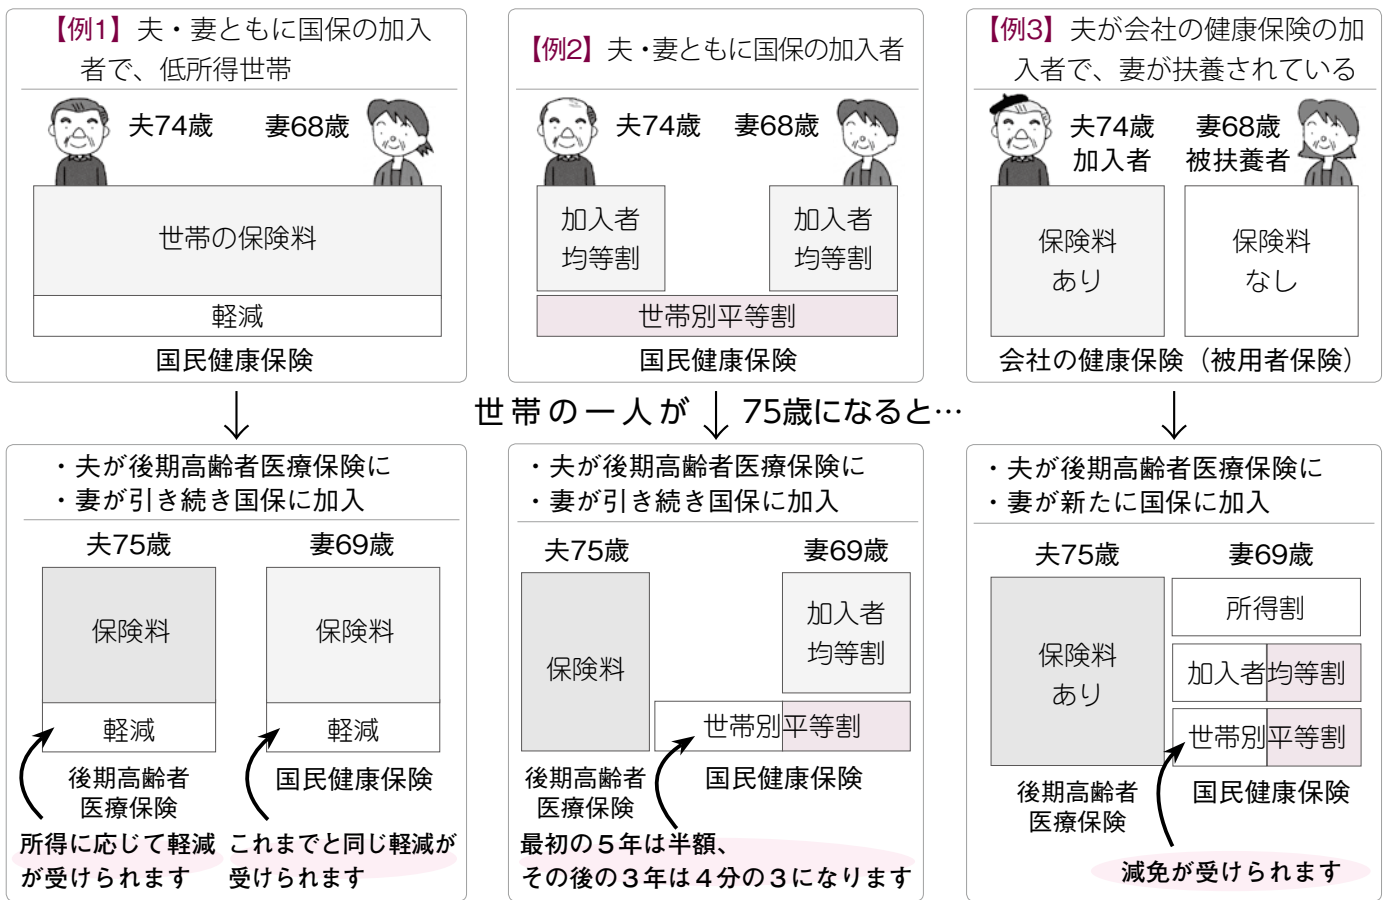 【例1】夫・妻ともに国保の加入
者で、低所得世帯
夫74歳
妻68歳
世帯の保険料
軽減
国民健康保険
【例2】夫・妻ともに国保の加入者
夫74歳
妻68歳
加入者
均等割
加入者
均等割
世帯別平等割
国民健康保険
【例3】夫が会社の健康保険の加
入者で、妻が扶養されている
夫74歳
加入者
妻68歳
被扶養者
保険料
あり
保険料
なし
会社の健康保険（被用者保険）
世帯の一人が 75歳になると…
・夫が後期高齢者医療保険に
・妻が引き続き国保に加入
夫75歳
妻69歳
保険料
軽減
保険料
軽減
後期高齢者
医療保険
国民健康保険
所得に応じて軽減
が受けられます
これまでと同じ軽減が
受けられます
・夫が後期高齢者医療保険に
・妻が引き続き国保に加入
夫75歳
妻69歳
保険料
加入者
均等割
世帯別平等割
後期高齢者
医療保険
国民健康保険
最初の５年は半額、
その後の３年は４分の３になります
・夫が後期高齢者医療保険に
・妻が新たに国保に加入
夫75歳
妻69歳
保険料
あり
所得割
加入者均等割
世帯別平等割
後期高齢者
医療保険
国民健康保険
減免が受けられます